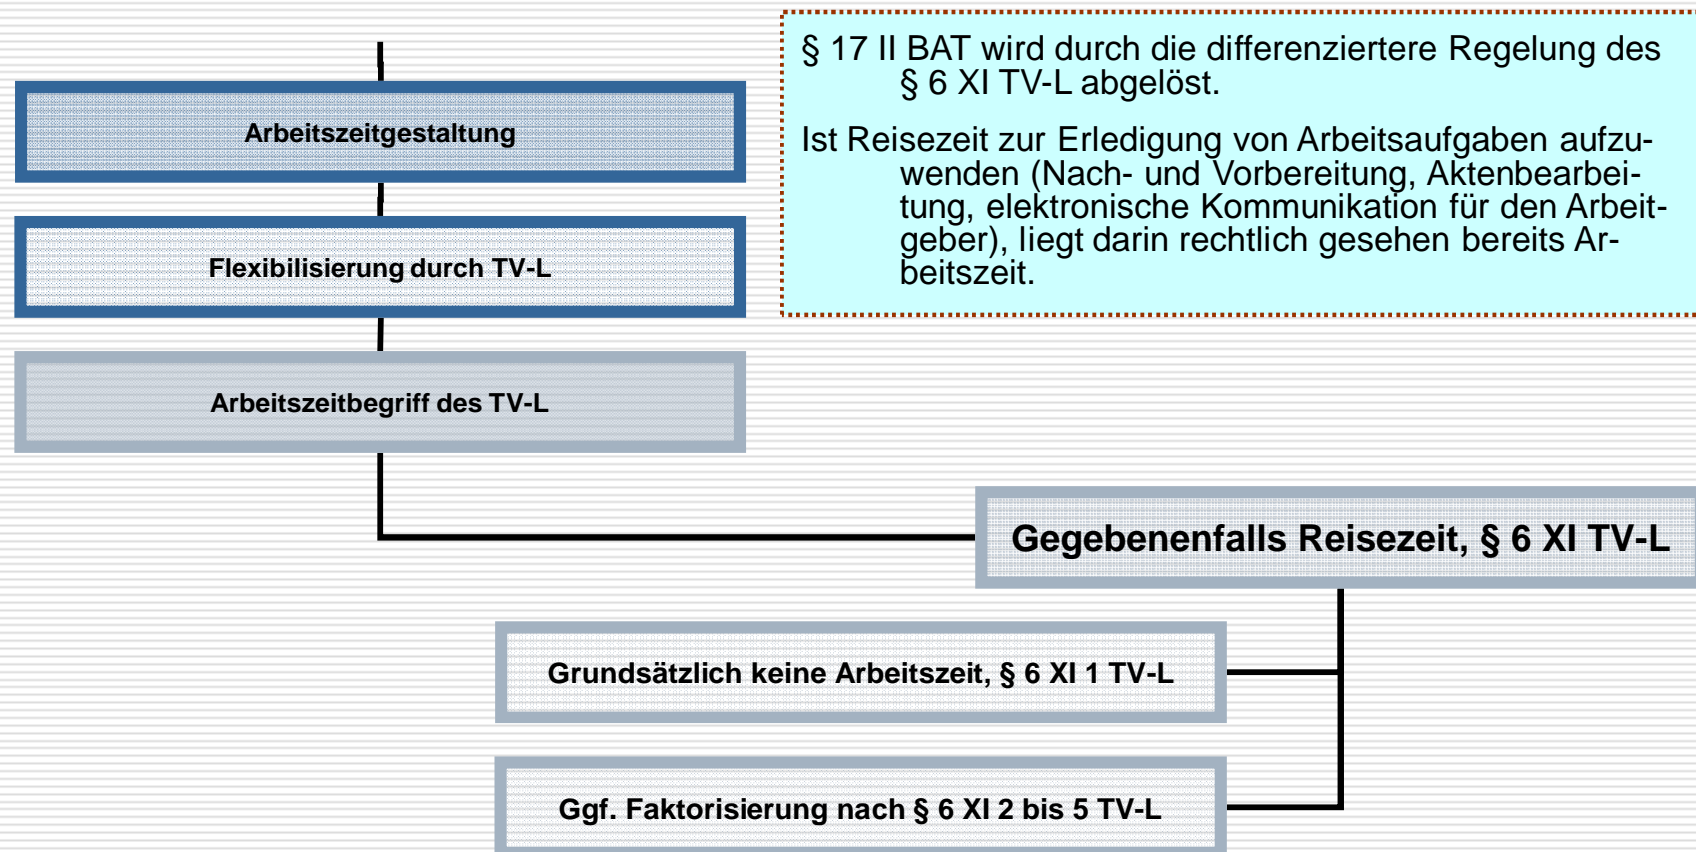 § 17 II BAT wird durch die differenziertere Regelung des
§ 6 XI TV-L abgelöst.
Ist Reisezeit zur Erledigung von Arbeitsaufgaben aufzu-
wenden (Nach- und Vorbereitung, Aktenbearbei-
tung, elektronische Kommunikation für den Arbeit-
geber), liegt darin rechtlich gesehen bereits Ar-
beitszeit.
Arbeitszeitgestaltung
Flexibilisierung durch TV-L
Arbeitszeitbegriff des TV-L
Gegebenenfalls Reisezeit, § 6 XI TV-L
Grundsätzlich keine Arbeitszeit, § 6 XI 1 TV-L
Ggf. Faktorisierung nach § 6 XI 2 bis 5 TV-L